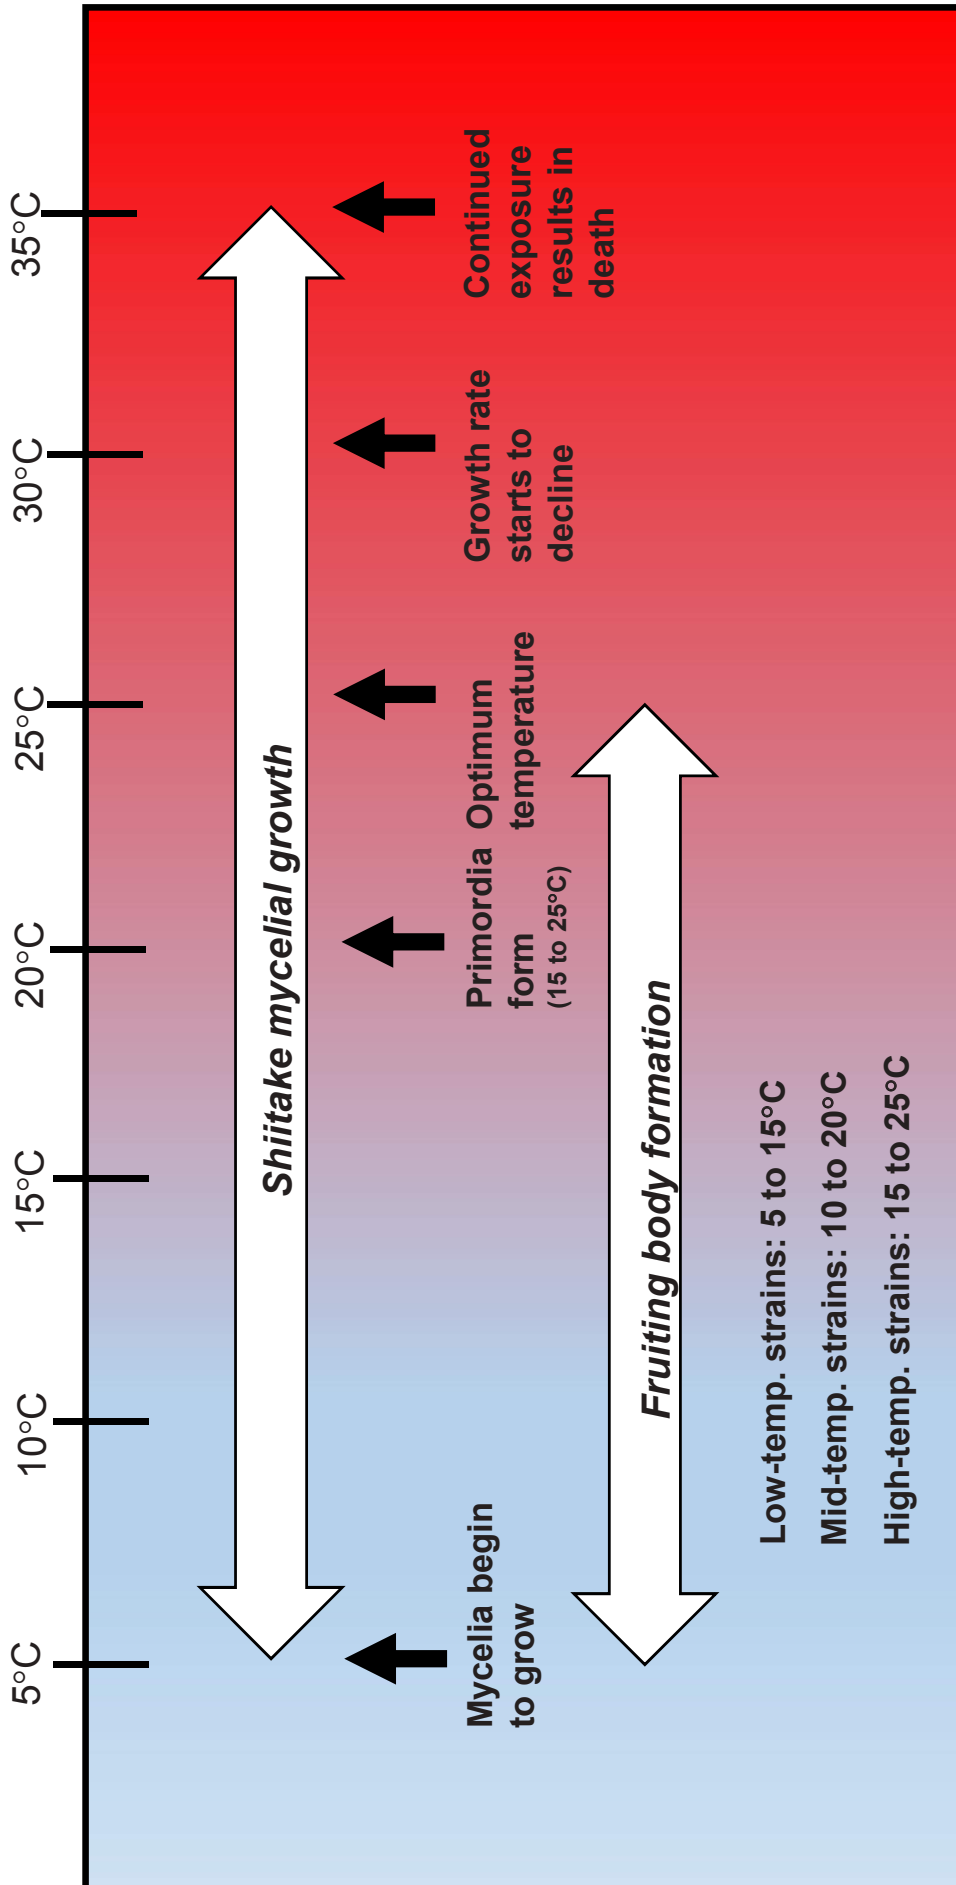 5°C
10°C
15°C
20°C
25°C
30°C
35°C
Shiitake mycelial growth
Mycelia begin
to grow
Primordia
form
(15 to 25°C)
Optimum
temperature
Growth rate
starts to
decline
Continued
exposure
results in
death
Fruiting body formation
Low-temp. strains: 5 to 15°C
Mid-temp. strains: 10 to 20°C
High-temp. strains: 15 to 25°C